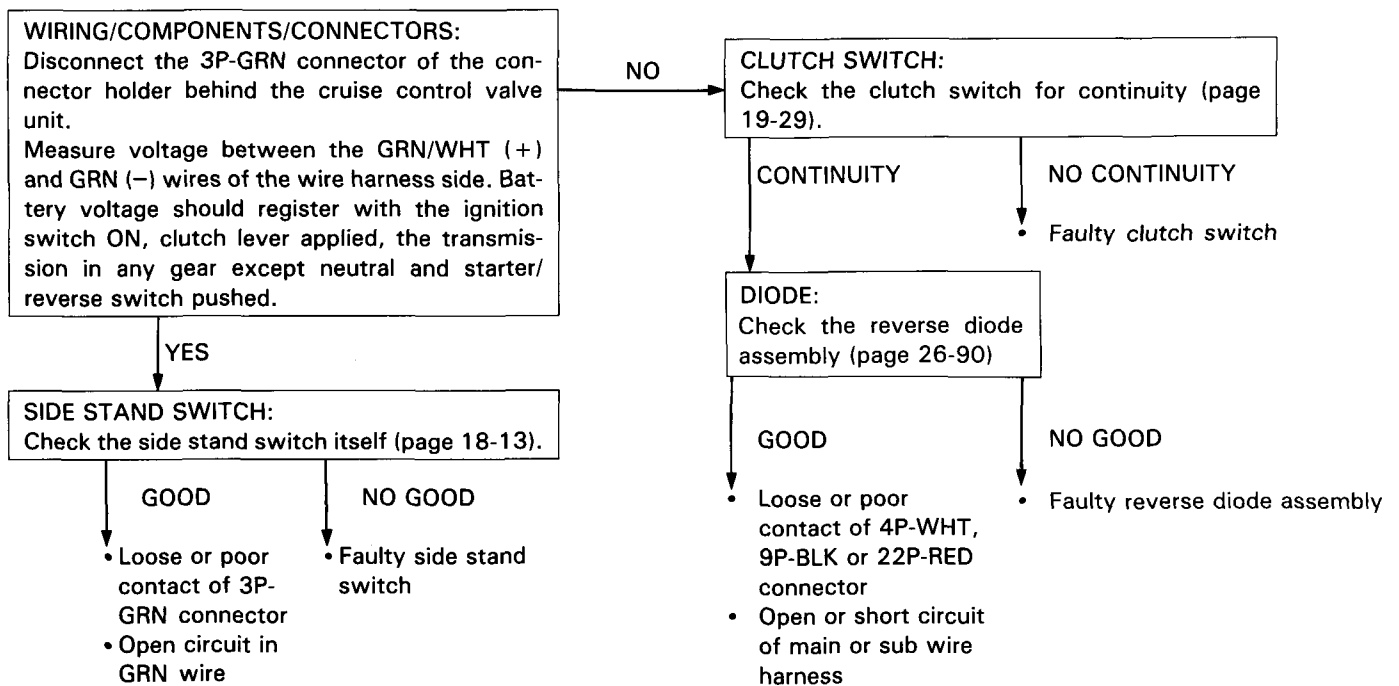 WIRING/COMPONENTS/CONNECTORS:
Disconnect the 3P-GRN connector of the con-
nector holder behind the cruise control valve
unit.
Measure voltage between the GRN/WHT (+)
and GRN (−) wires of the wire harness side. Bat-
tery voltage should register with the ignition
switch ON, clutch lever applied, the transmis-
sion in any gear except neutral and starter/
reverse switch pushed.
NO
CLUTCH SWITCH:
Check the clutch switch for continuity (page
19-29).
CONTINUITY
NO CONTINUITY
• Faulty clutch switch
DIODE:
Check the reverse diode
assembly (page 26-90)
GOOD
NO GOOD
• Loose or poor
contact of 4P-WHT,
9P-BLK or 22P-RED
connector
• Open or short circuit
of main or sub wire
harness
• Faulty reverse diode assembly
YES
SIDE STAND SWITCH:
Check the side stand switch itself (page 18-13).
GOOD
NO GOOD
• Loose or poor
contact of 3P-
GRN connector
• Open circuit in
GRN wire
• Faulty side stand
switch